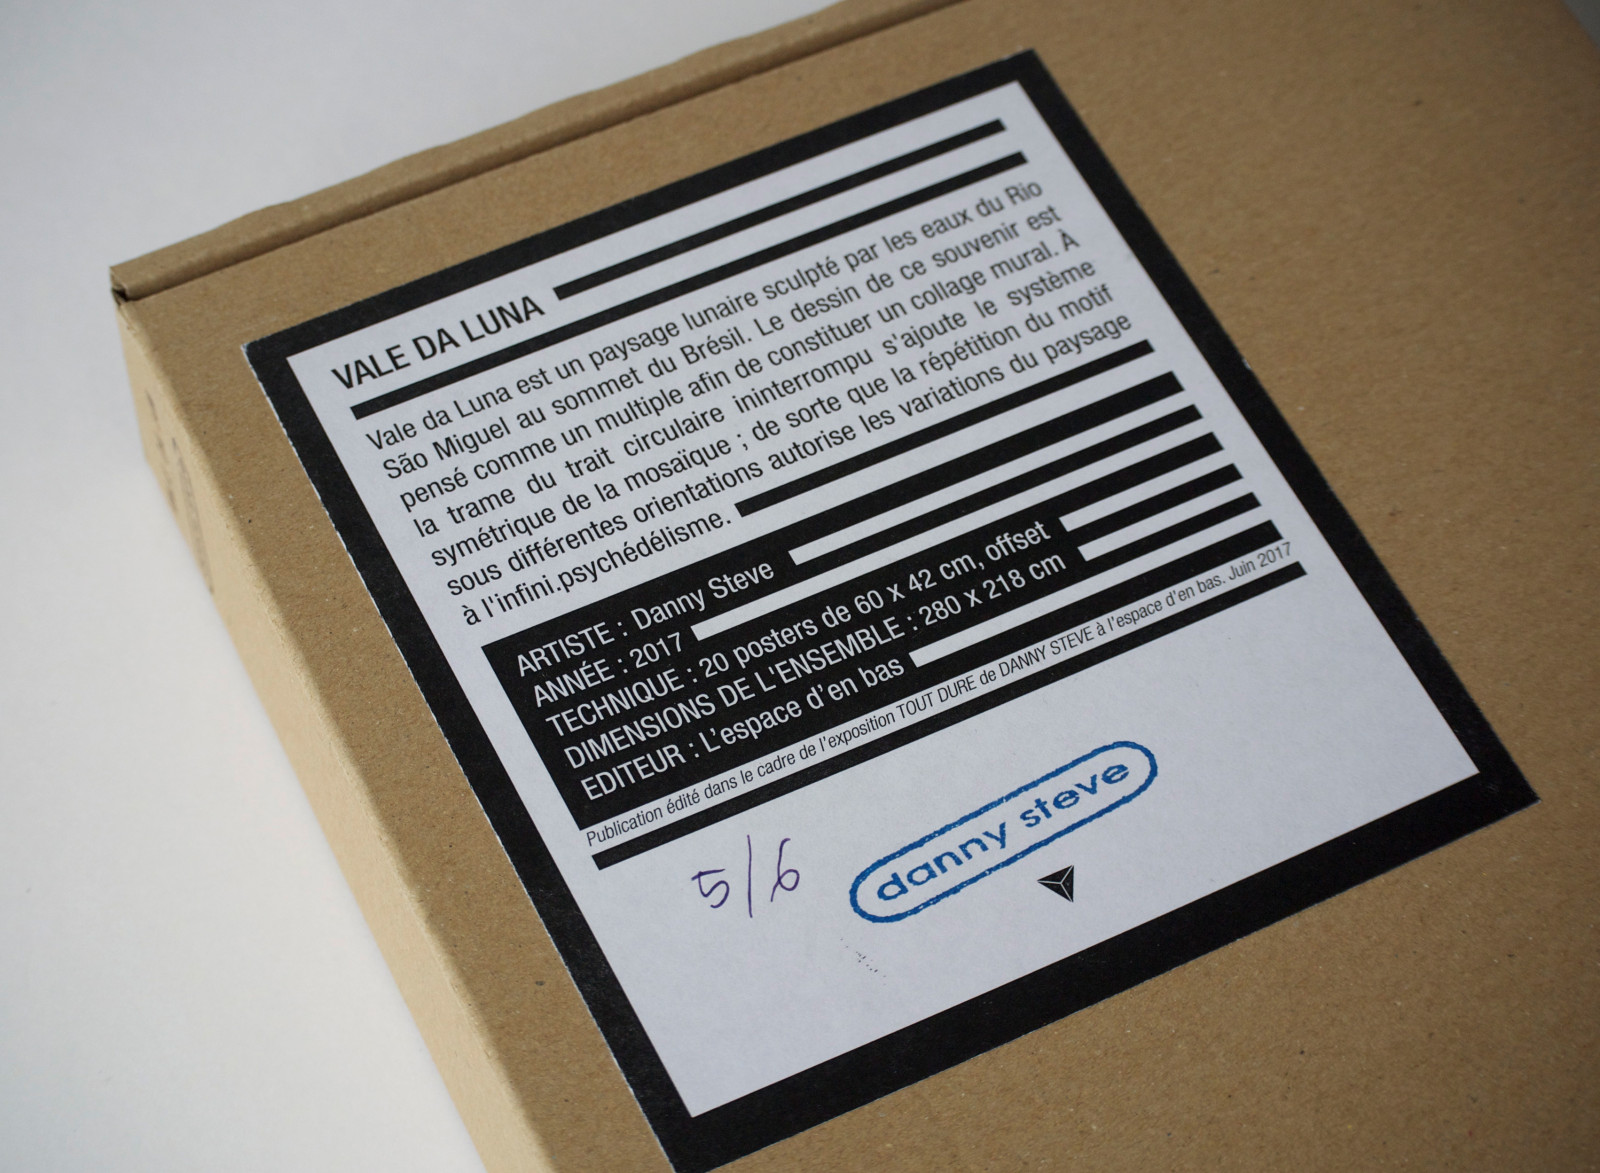 VALE DA LUNA
Vale da Luna est un paysage lunaire sculpté par les eaux du Rio
São Miguel au sommet du Brésil. Le dessin de ce souvenir est
pensé comme un multiple afin de constituer un collage mural. À
la trame du trait circulaire ininterrompu s'ajoute le système
symétrique de la mosaïque ; de sorte que la répétition du motif
sous différentes orientations autorise les variations du paysage
à l'infini.psychédélisme.
ARTISTE : Danny Steve
ANNÉE : 2017
TECHNIQUE : 20 posters de 60 x 42 cm, offset
DIMENSIONS DE L'ENSEMBLE : 280 x 218 cm
EDITEUR : L'espace d'en bas
Publication édité dans le cadre de l'exposition TOUT DURE de DANNY STEVE à l'espace d'en bas. Juin 2017
5/6
danny steve